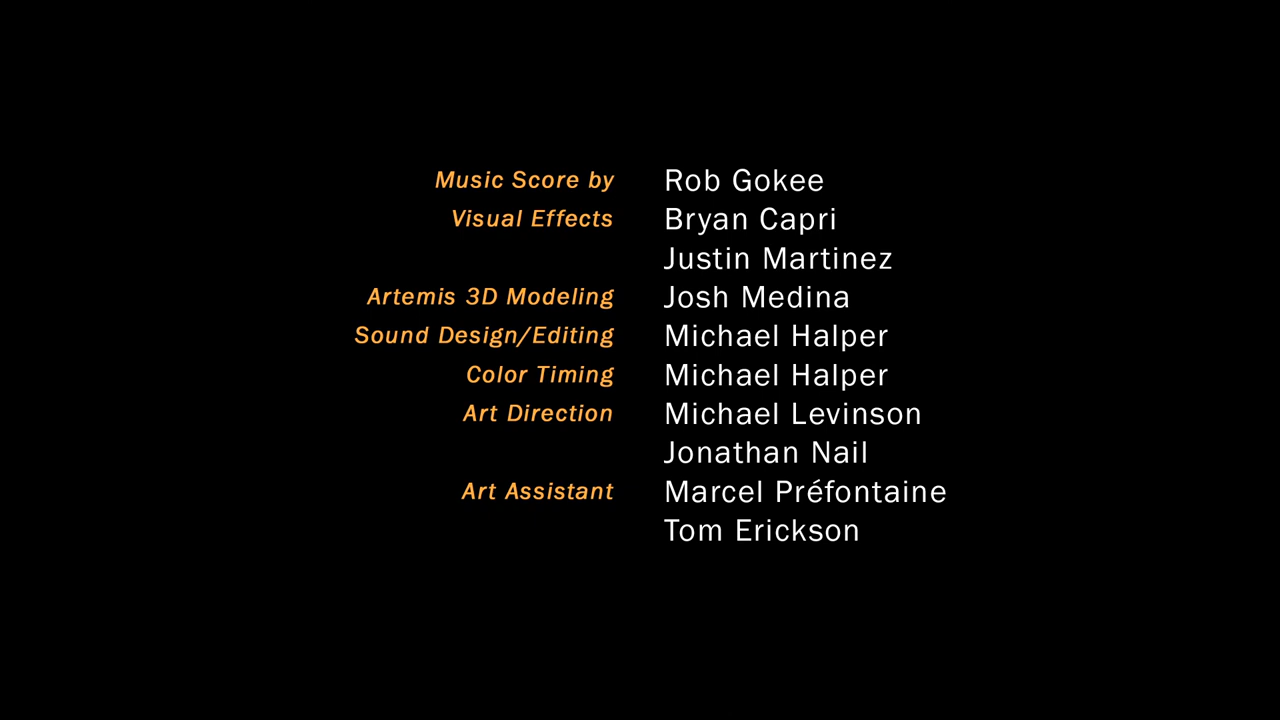 Music Score by Rob Gokee
Visual Effects Bryan Capri
Justin Martinez
Artemis 3D Modeling Josh Medina
Sound Design/Editing Michael Halper
Color Timing Michael Halper
Art Direction Michael Levinson
Jonathan Nail
Art Assistant Marcel Préfontaine
Tom Erickson